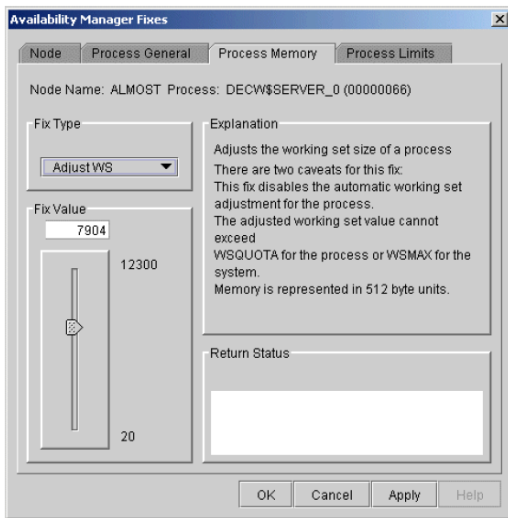 Availability Manager Fixes
Node
Process General
Process Memory
Process Limits
Node Name: ALMOST Process: DECW$SERVER_0 (00000066)
Fix Type
Adjust WS
Fix Value
7904
12300
20
Explanation
Adjusts the working set size of a process
There are two caveats for this fix:
This fix disables the automatic working set
adjustment for the process.
The adjusted working set value cannot
exceed
WSQUOTA for the process or WSMAX for the
system.
Memory is represented in 512 byte units.
Return Status
OK
Cancel
Apply
Help